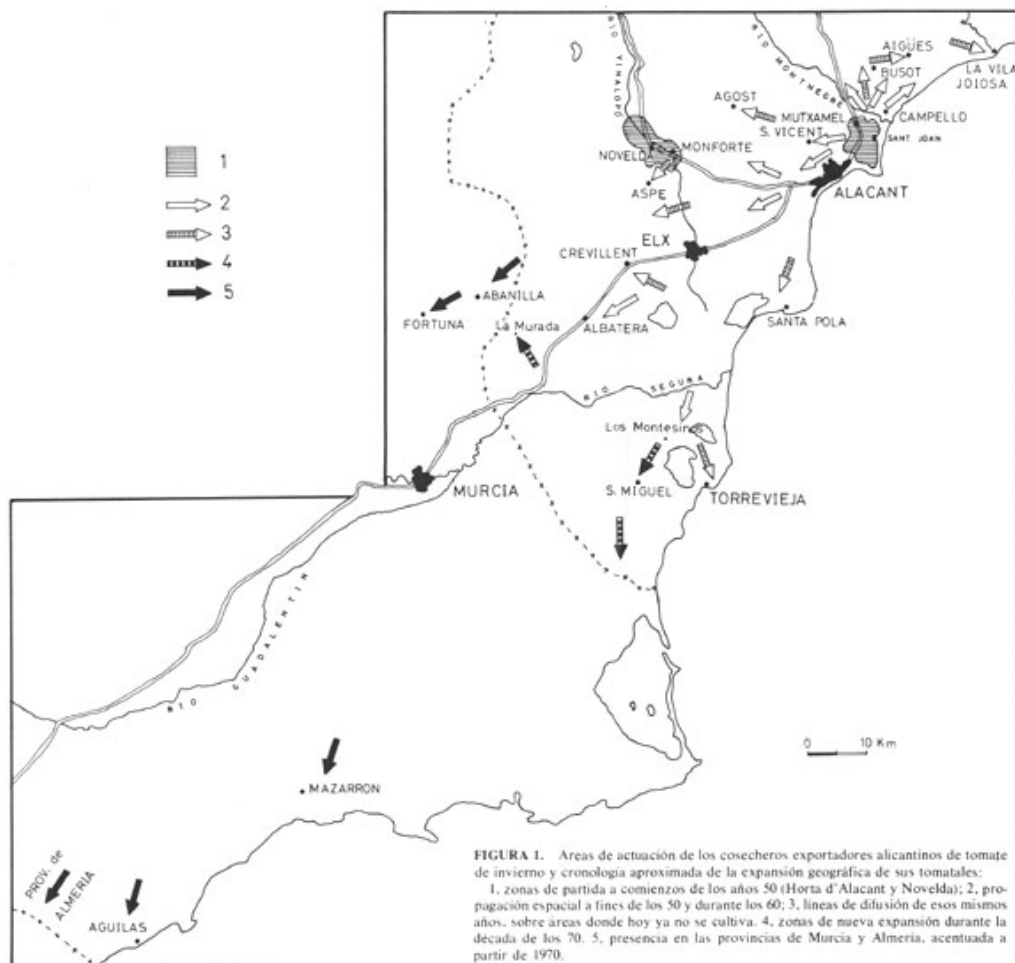 RIO VINALOPO
RIO MONTNEGRE
AIGÜES
BUSOT
LA VILA
JOIOSA
AGOST
MUTXAMEL
CAMPELLO
S. VICENT
SANT JOAN
NOVELDA
MONFORTE
ASPE
ALACANT
ELX
CREVILLENT
1
2
3
4
5
ABANILLA
FORTUNA
La Murada
ALBATERA
SANTA POLA
RIO SEGURA
Los Montesinos
S. MIGUEL
TORREVIEJA
MURCIA
RIO GUADALENTIN
0 10 Km
MAZARRON
PROV. de
ALMERIA
AGUILAS
FIGURA 1. Areas de actuación de los cosecheros exportadores alicantinos de tomate
de invierno y cronología aproximada de la expansión geográfica de sus tomatales:
1, zonas de partida a comienzos de los años 50 (Horta d'Alacant y Novelda); 2, pro-
pagación espacial a fines de los 50 y durante los 60; 3, líneas de difusión de esos mismos
años, sobre áreas donde hoy ya no se cultiva. 4, zonas de nueva expansión durante la
década de los 70. 5, presencia en las provincias de Murcia y Almería, acentuada a
partir de 1970.